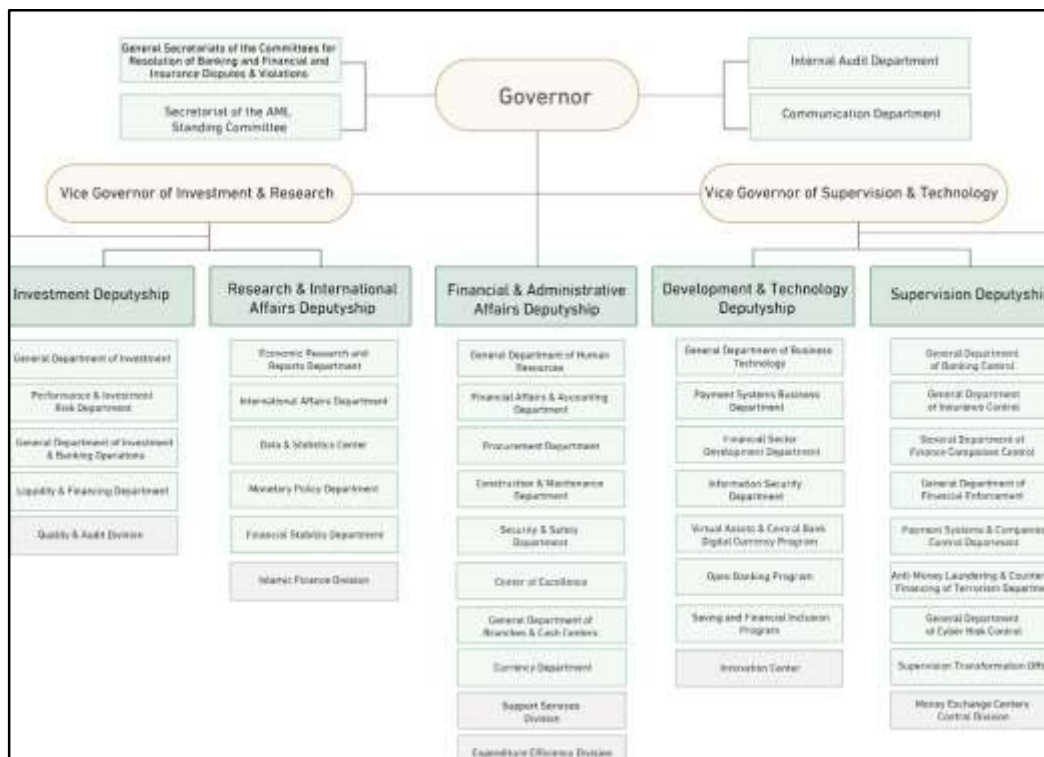 General Secretariats of the Committees for
Resolution of Banking and Financial and
Insurance Disputes & Violations
Secretariat of the AML
Standing Committee
Governor
Internal Audit Department
Communication Department
Vice Governor of Investment & Research
Vice Governor of Supervision & Technology
Investment Deputyship
General Department of Investment
Performance & Investment
Risk Department
General Department of Investment
& Banking Operations
Liquidity & Financing Department
Quality & Audit Division
Research & International
Affairs Deputyship
Economic Research and
Reports Department
International Affairs Department
Data & Statistics Center
Monetary Policy Department
Financial Stability Department
Islamic Finance Division
Financial & Administrative
Affairs Deputyship
General Department of Human
Resources
Financial Affairs & Accounting
Department
Procurement Department
Construction & Maintenance
Department
Security & Safety
Department
Center of Excellence
General Department of
Branches & Cash Centers
Currency Department
Support Services
Division
Expenditure Efficiency Division
Development & Technology
Deputyship
General Department of Business
Technology
Payment Systems Business
Department
Financial Sector
Development Department
Information Security
Department
Virtual Assets & Central Bank
Digital Currency Program
Open Banking Program
Saving and Financial Inclusion
Program
Innovation Center
Supervision Deputyship
General Department
of Banking Control
General Department
of Insurance Control
General Department of
Finance Companies Control
General Department of
Financial Enforcement
Payment Systems & Companies
Control Department
Anti-Money Laundering & Counter
Financing of Terrorism Departme
General Department
of Cyber Risk Control
Supervision Transformation Offi
Money Exchange Centers
Control Division